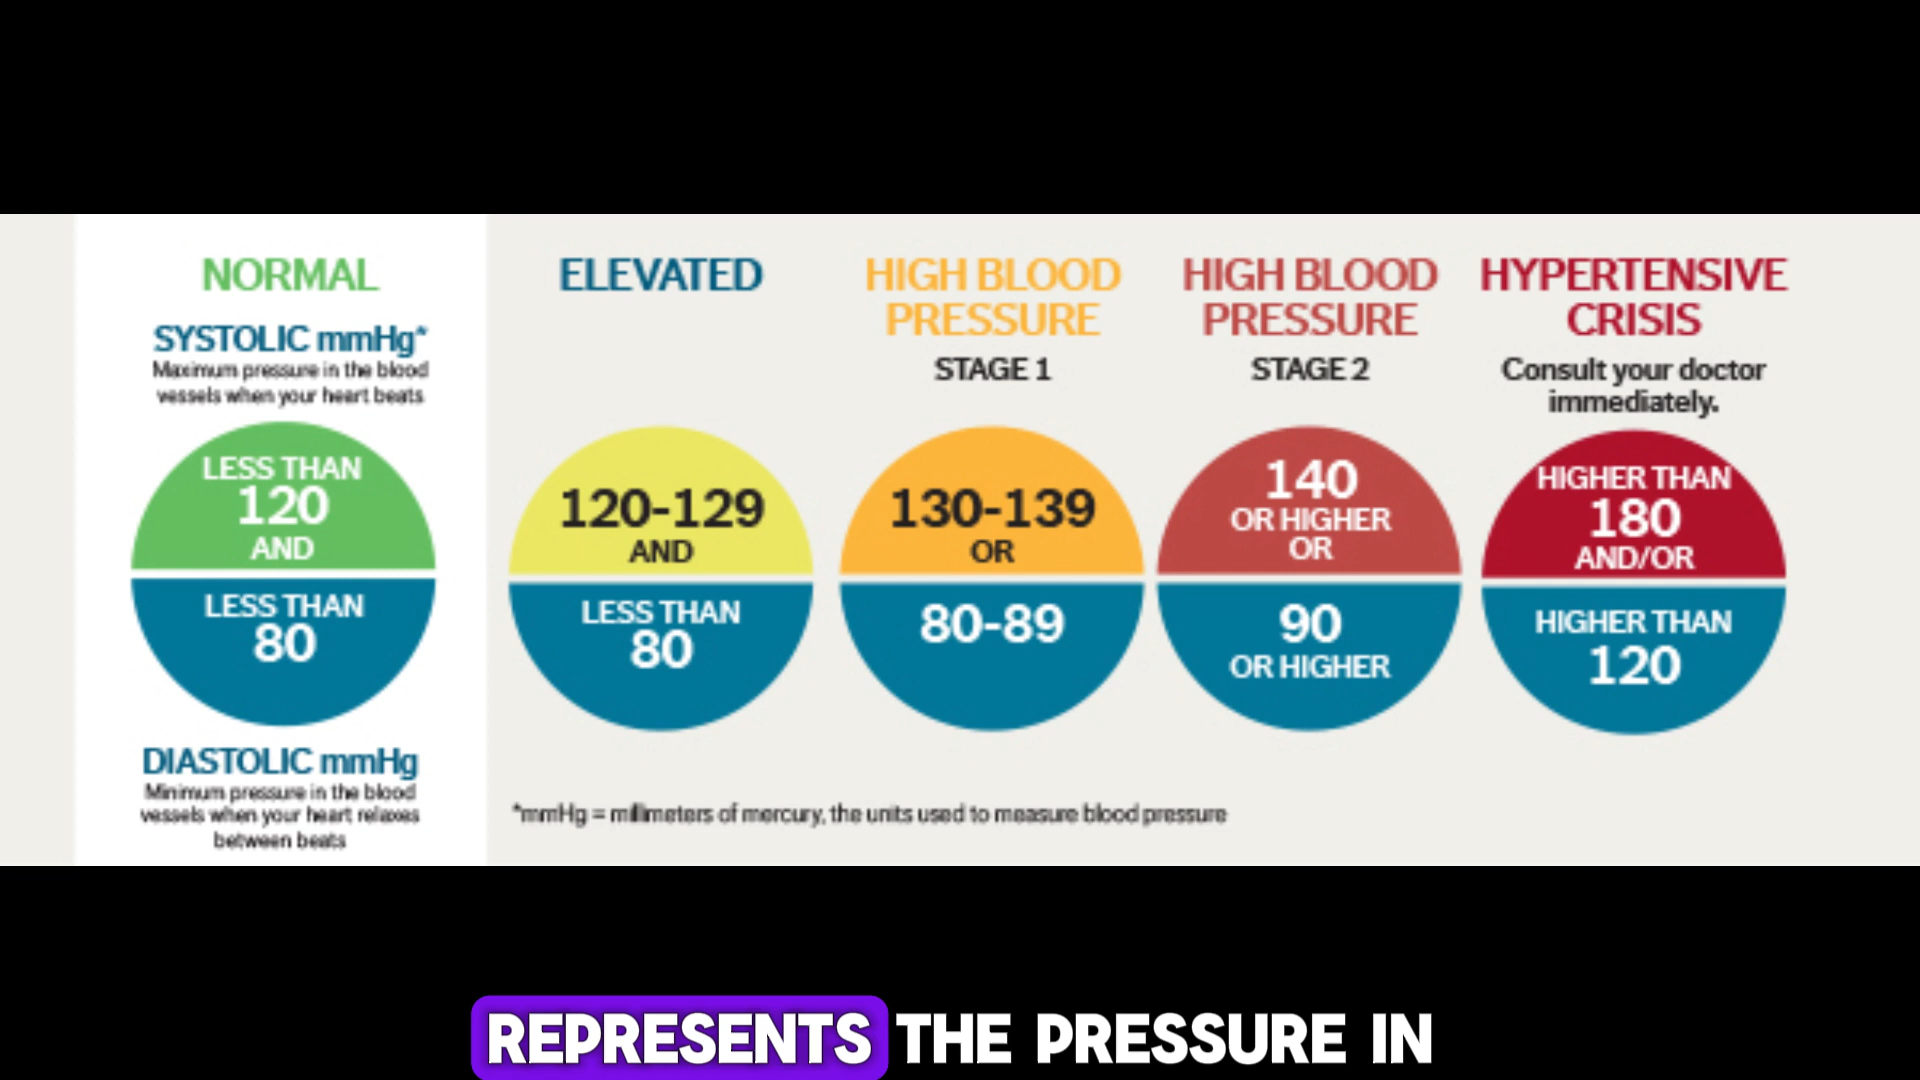 NORMAL
SYSTOLIC mmHg*
Maximum pressure in the blood
vessels when your heart beats
LESS THAN
120
AND
LESS THAN
80
DIASTOLIC mmHg
Minimum pressure in the blood
vessels when your heart relaxes
between beats
ELEVATED
120-129
AND
LESS THAN
80
HIGH BLOOD
PRESSURE
STAGE 1
130-139
OR
80-89
HIGH BLOOD
PRESSURE
STAGE 2
140
OR HIGHER
OR
90
OR HIGHER
HYPERTENSIVE
CRISIS
Consult your doctor
immediately.
HIGHER THAN
180
AND/OR
HIGHER THAN
120
*mmHg = millimeters of mercury, the units used to measure blood pressure
REPRESENTS THE PRESSURE IN